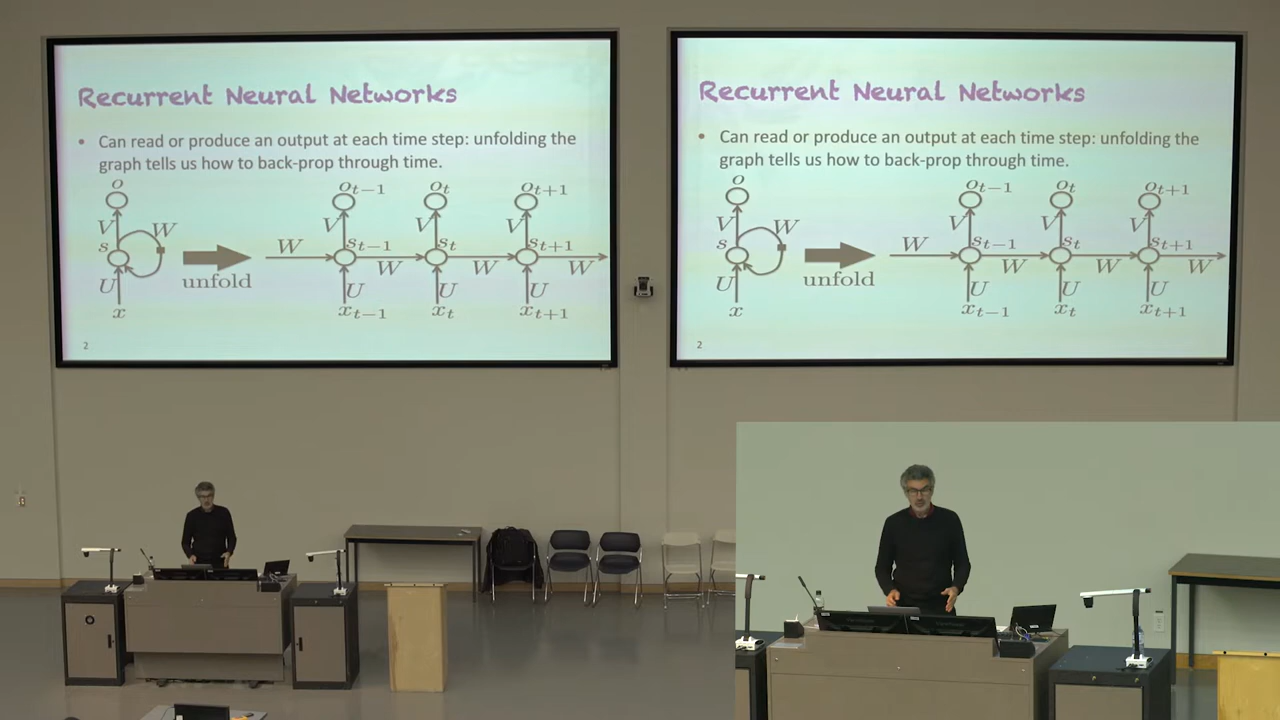 Recurrent Neural Networks
• Can read or produce an output at each time step: unfolding the
graph tells us how to back-prop through time.
o o_{t-1} o_t o_{t+1}
V W V V V
s s_{t-1} s_t s_{t+1}
W W W W
unfold
U U U U
x x_{t-1} x_t x_{t+1}
2
Recurrent Neural Networks
• Can read or produce an output at each time step: unfolding the
graph tells us how to back-prop through time.
o o_{t-1} o_t o_{t+1}
V W V V V
s s_{t-1} s_t s_{t+1}
W W W W
unfold
U U U U
x x_{t-1} x_t x_{t+1}
2